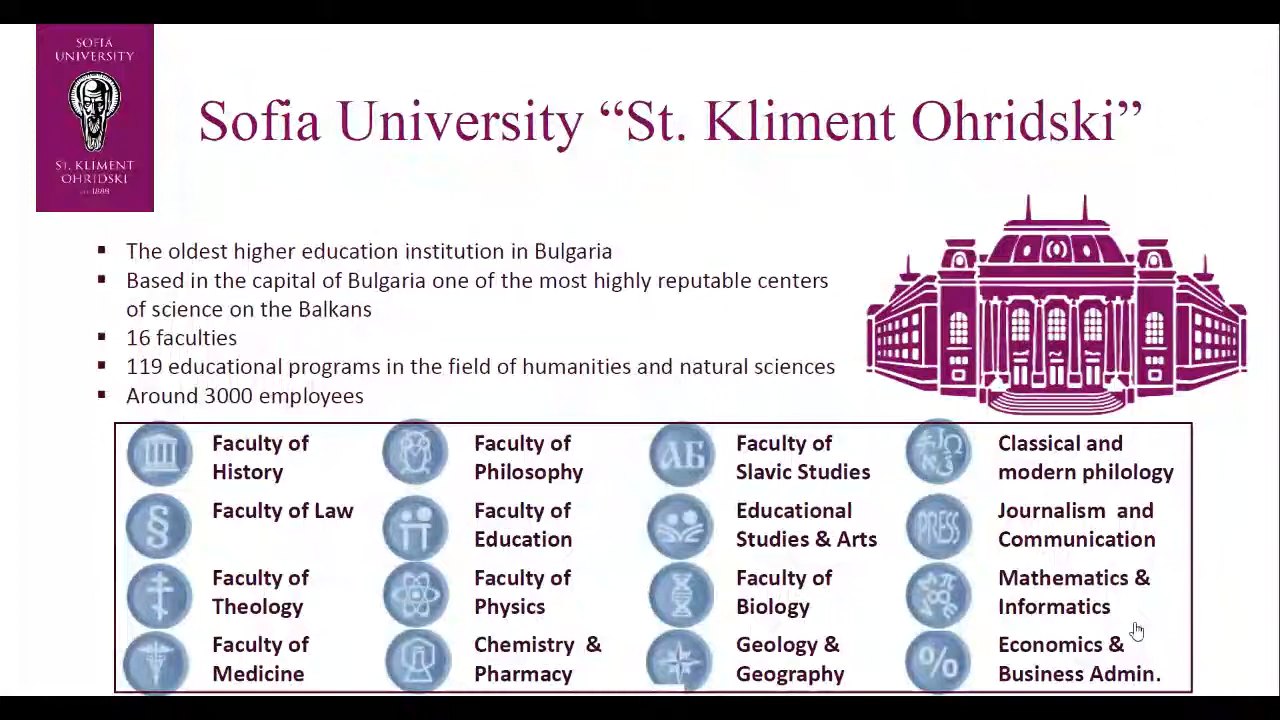 SOFIA
UNIVERSITY
ST. KLIMENT
OHRIDSKI
1888
Sofia University “St. Kliment Ohridski”
▪ The oldest higher education institution in Bulgaria
▪ Based in the capital of Bulgaria one of the most highly reputable centers
of science on the Balkans
▪ 16 faculties
▪ 119 educational programs in the field of humanities and natural sciences
▪ Around 3000 employees
Faculty of
History
Faculty of
Philosophy
АБ
Faculty of
Slavic Studies
Ω
Classical and
modern philology
§
Faculty of Law
Faculty of
Education
Educational
Studies & Arts
PRESS
Journalism and
Communication
Faculty of
Theology
Faculty of
Physics
Faculty of
Biology
Mathematics &
Informatics
Faculty of
Medicine
Chemistry &
Pharmacy
Geology &
Geography
%
Economics &
Business Admin.